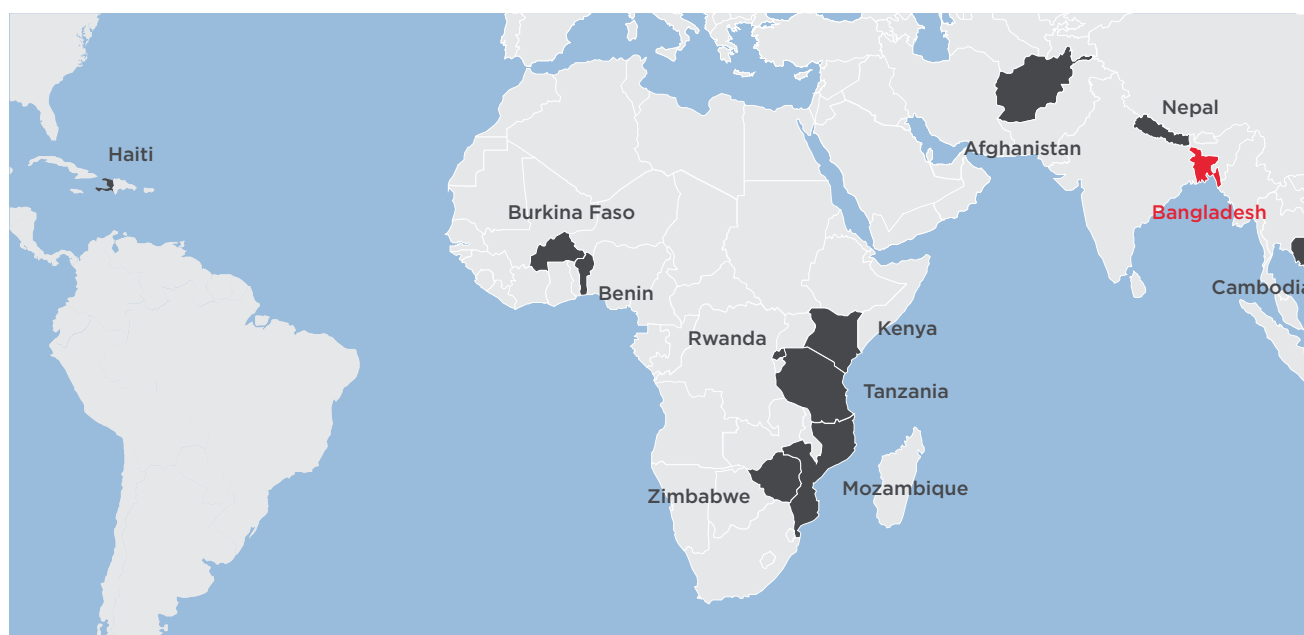 Nepal
Afghanistan
Haiti
Burkina Faso
Bangladesh
Cambodia
Benin
Kenya
Rwanda
Tanzania
Mozambique
Zimbabwe